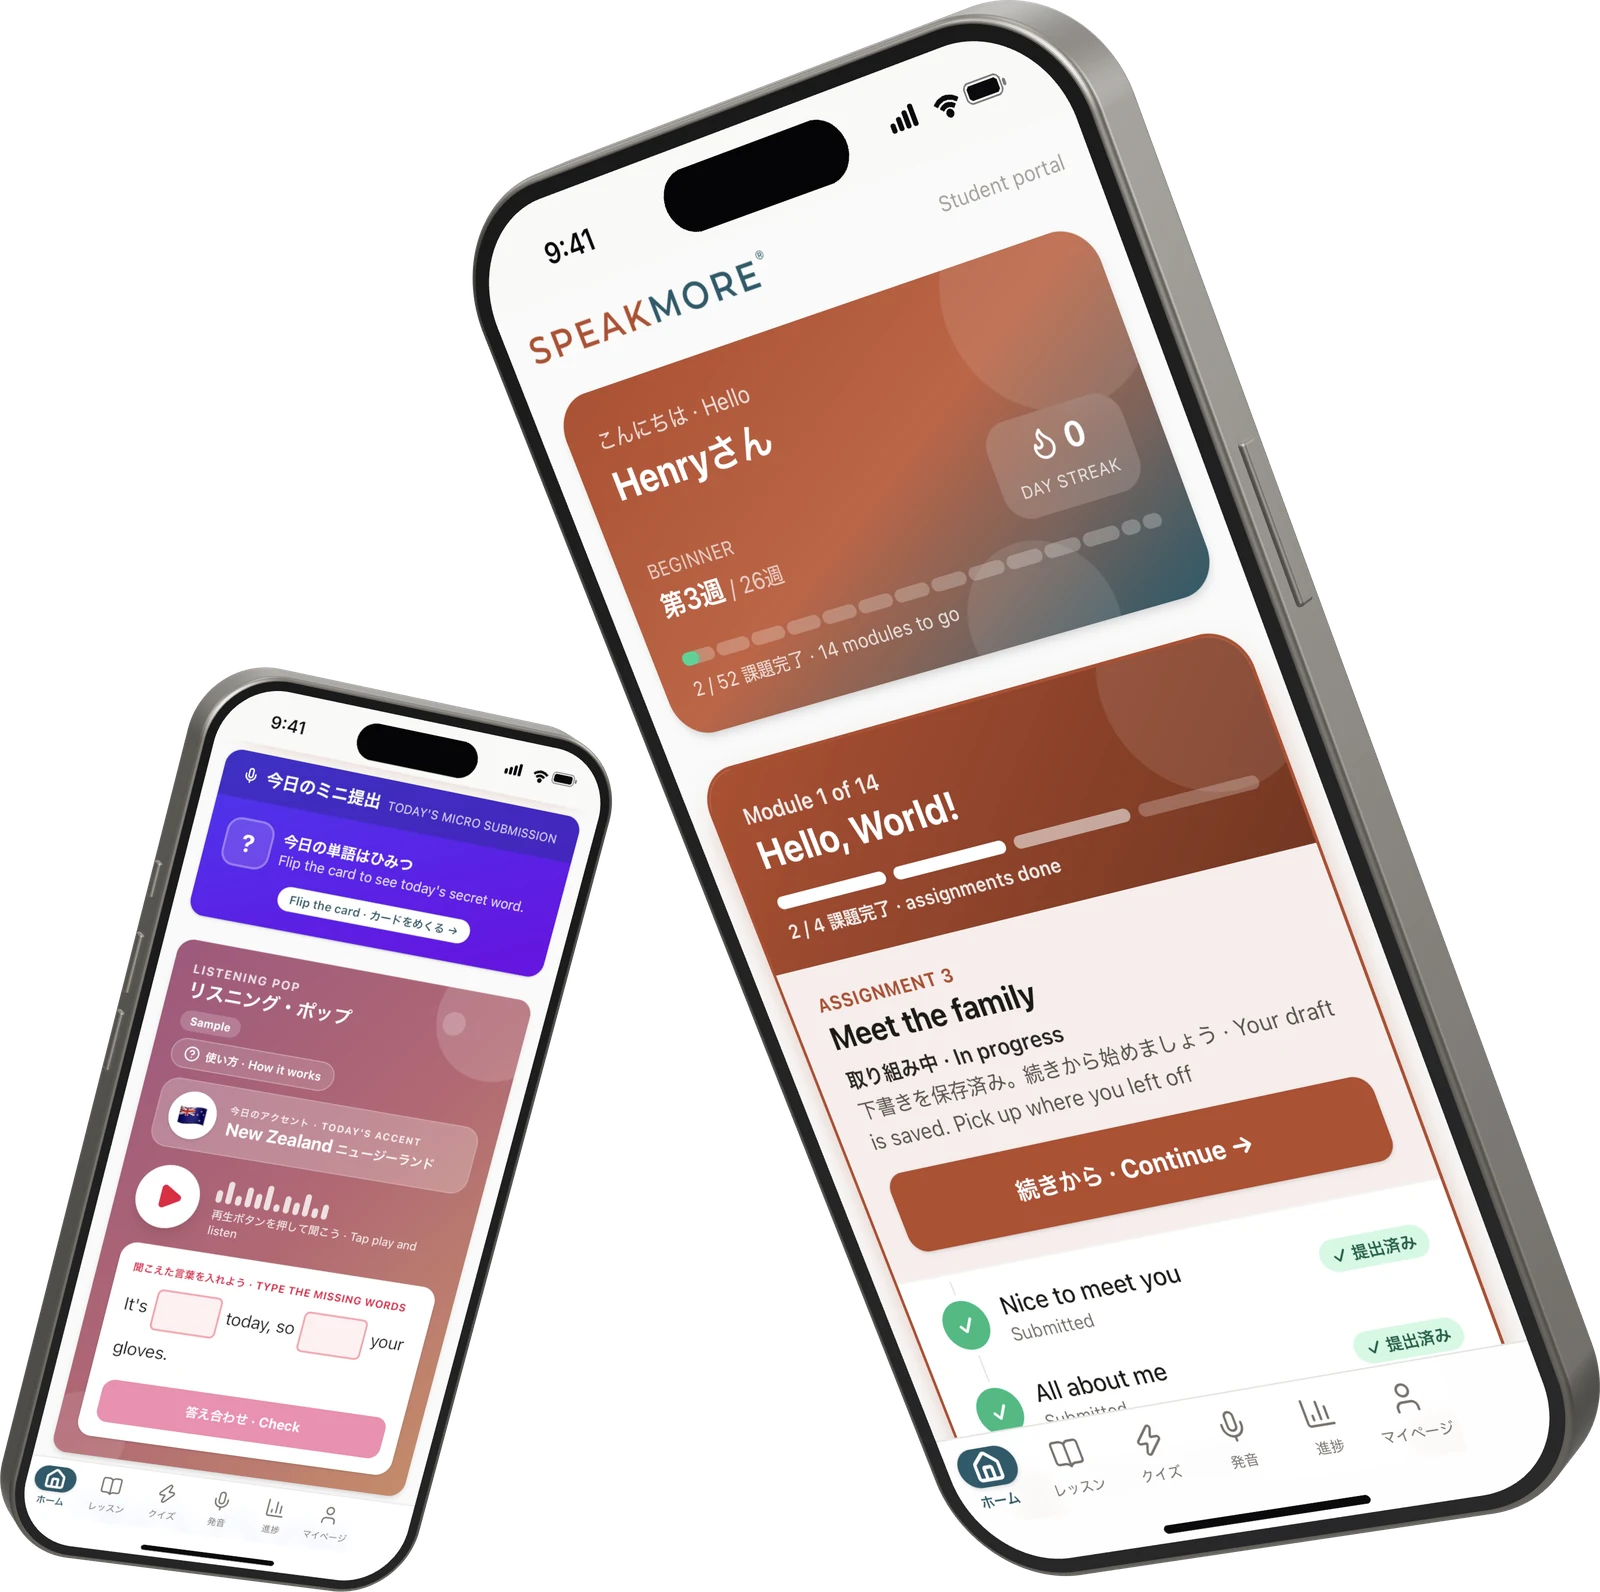 9:41
Student portal
SPEAKMORE®
こんにちは · Hello
Henryさん
0
DAY STREAK
BEGINNER
第3週 / 26週
2 / 52 課題完了 · 14 modules to go
Module 1 of 14
Hello, World!
2 / 4 課題完了 · assignments done
ASSIGNMENT 3
Meet the family
取り組み中 · In progress
下書きを保存済み。続きから始めましょう · Your draft
is saved. Pick up where you left off
続きから · Continue →
Nice to meet you
Submitted
提出済み
All about me
Submitted
提出済み
ホーム
レッスン
クイズ
発音
進捗
マイページ
9:41
今日のミニ提出 TODAY'S MICRO SUBMISSION
?
今日の単語はひみつ
Flip the card to see today's secret word.
Flip the card · カードをめくる →
LISTENING POP
リスニング・ポップ
Sample
? 使い方 · How it works
今日のアクセント · TODAY'S ACCENT
New Zealand ニュージーランド
再生ボタンを押して聞こう · Tap play and
listen
聞こえた言葉を入れよう · TYPE THE MISSING WORDS
It's today, so your
gloves.
答え合わせ · Check
ホーム
レッスン
クイズ
発音
進捗
マイページ